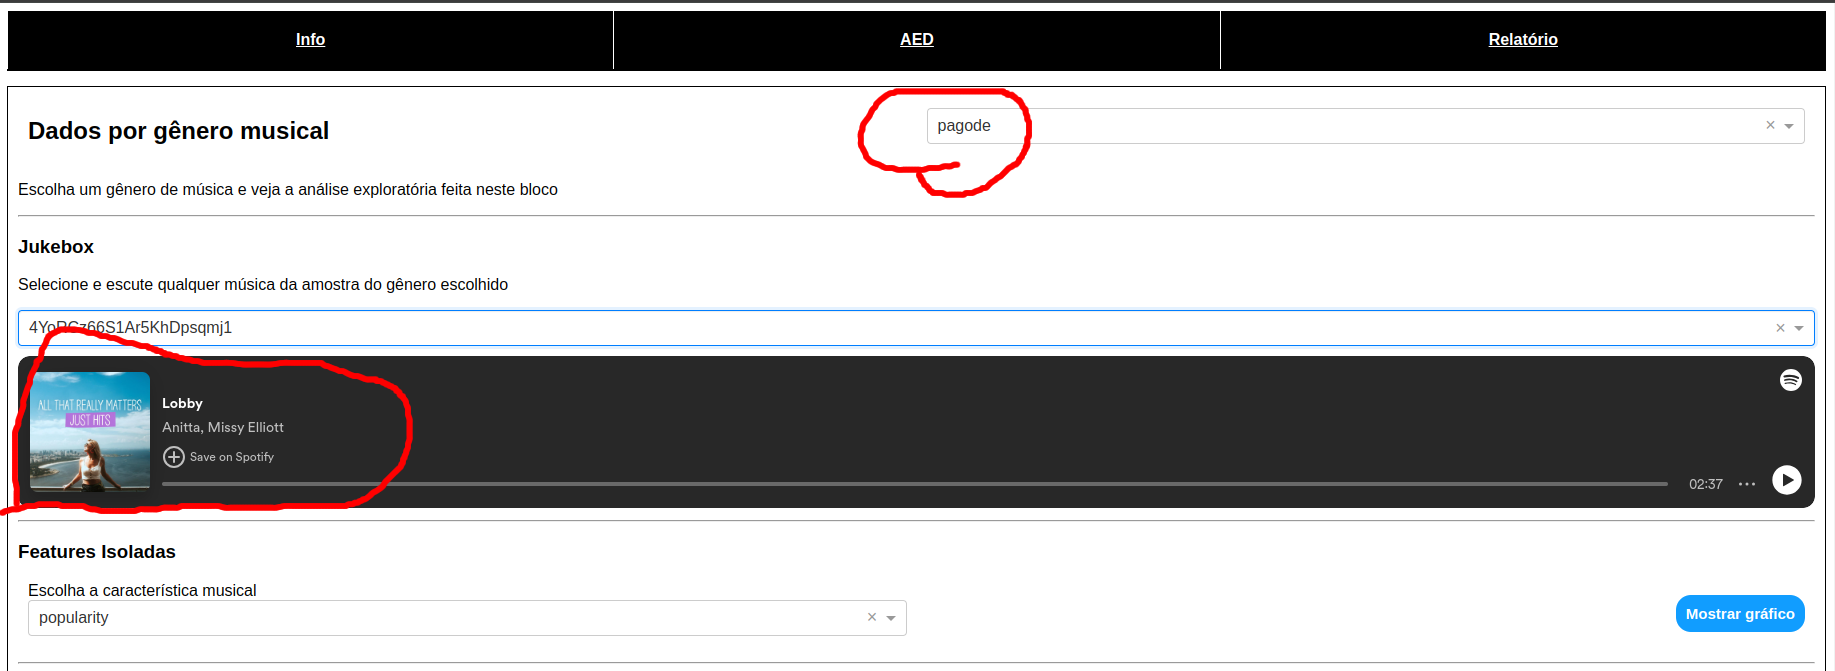 Info
AED
Relatório
Dados por gênero musical
pagode
Escolha um gênero de música e veja a análise exploratória feita neste bloco
Jukebox
Selecione e escute qualquer música da amostra do gênero escolhido
4YoRCz66S1Ar5KhDpsqmj1
ALL THAT REALLY MATTERS
JUST HITS
Lobby
Anitta, Missy Elliott
Save on Spotify
02:37
Features Isoladas
Escolha a característica musical
popularity
Mostrar gráfico